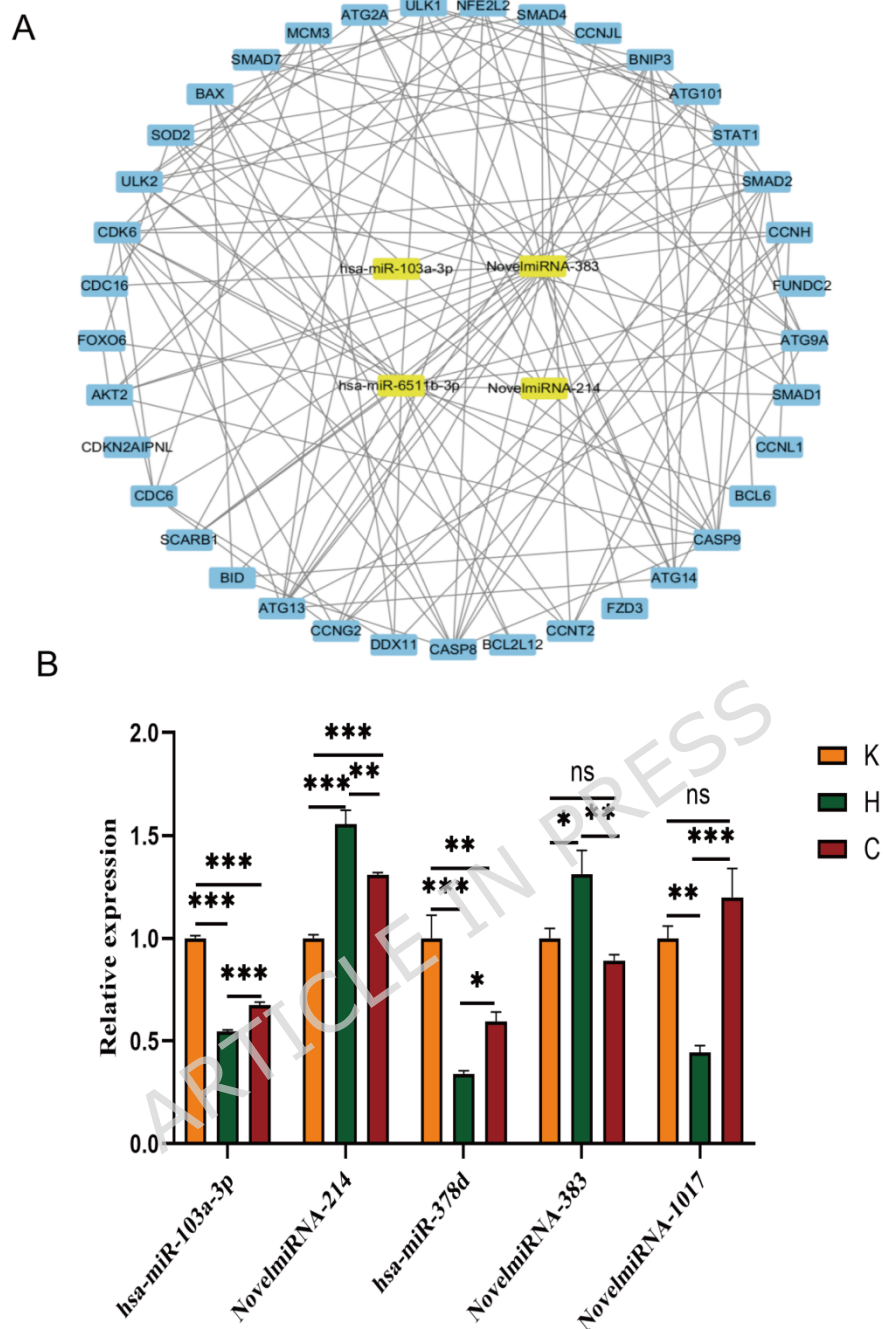 A
ULK1
NFE2L2
ATG2A
SMAD4
MCM3
CCNJL
SMAD7
BNIP3
BAX
ATG101
SOD2
STAT1
ULK2
SMAD2
CDK6
CCNH
hsa-miR-103a-3p
NovelmiRNA-383
CDC16
FUNDC2
FOXO6
ATG9A
hsa-miR-6511b-3p
NovelmiRNA-214
AKT2
SMAD1
CDKN2AIPNL
CCNL1
CDC6
BCL6
SCARB1
CASP9
BID
ATG14
ATG13
FZD3
CCNG2
CCNT2
DDX11
CASP8
BCL2L12
B
Relative expression
2.0
1.5
1.0
0.5
0.0
***
***
***
***
***
**
**
***
*
ns
*
**
ns
**
***
K
H
C
hsa-miR-103a-3p
NovelmiRNA-214
hsa-miR-378d
NovelmiRNA-383
NovelmiRNA-1017
ARTICLE IN PRESS